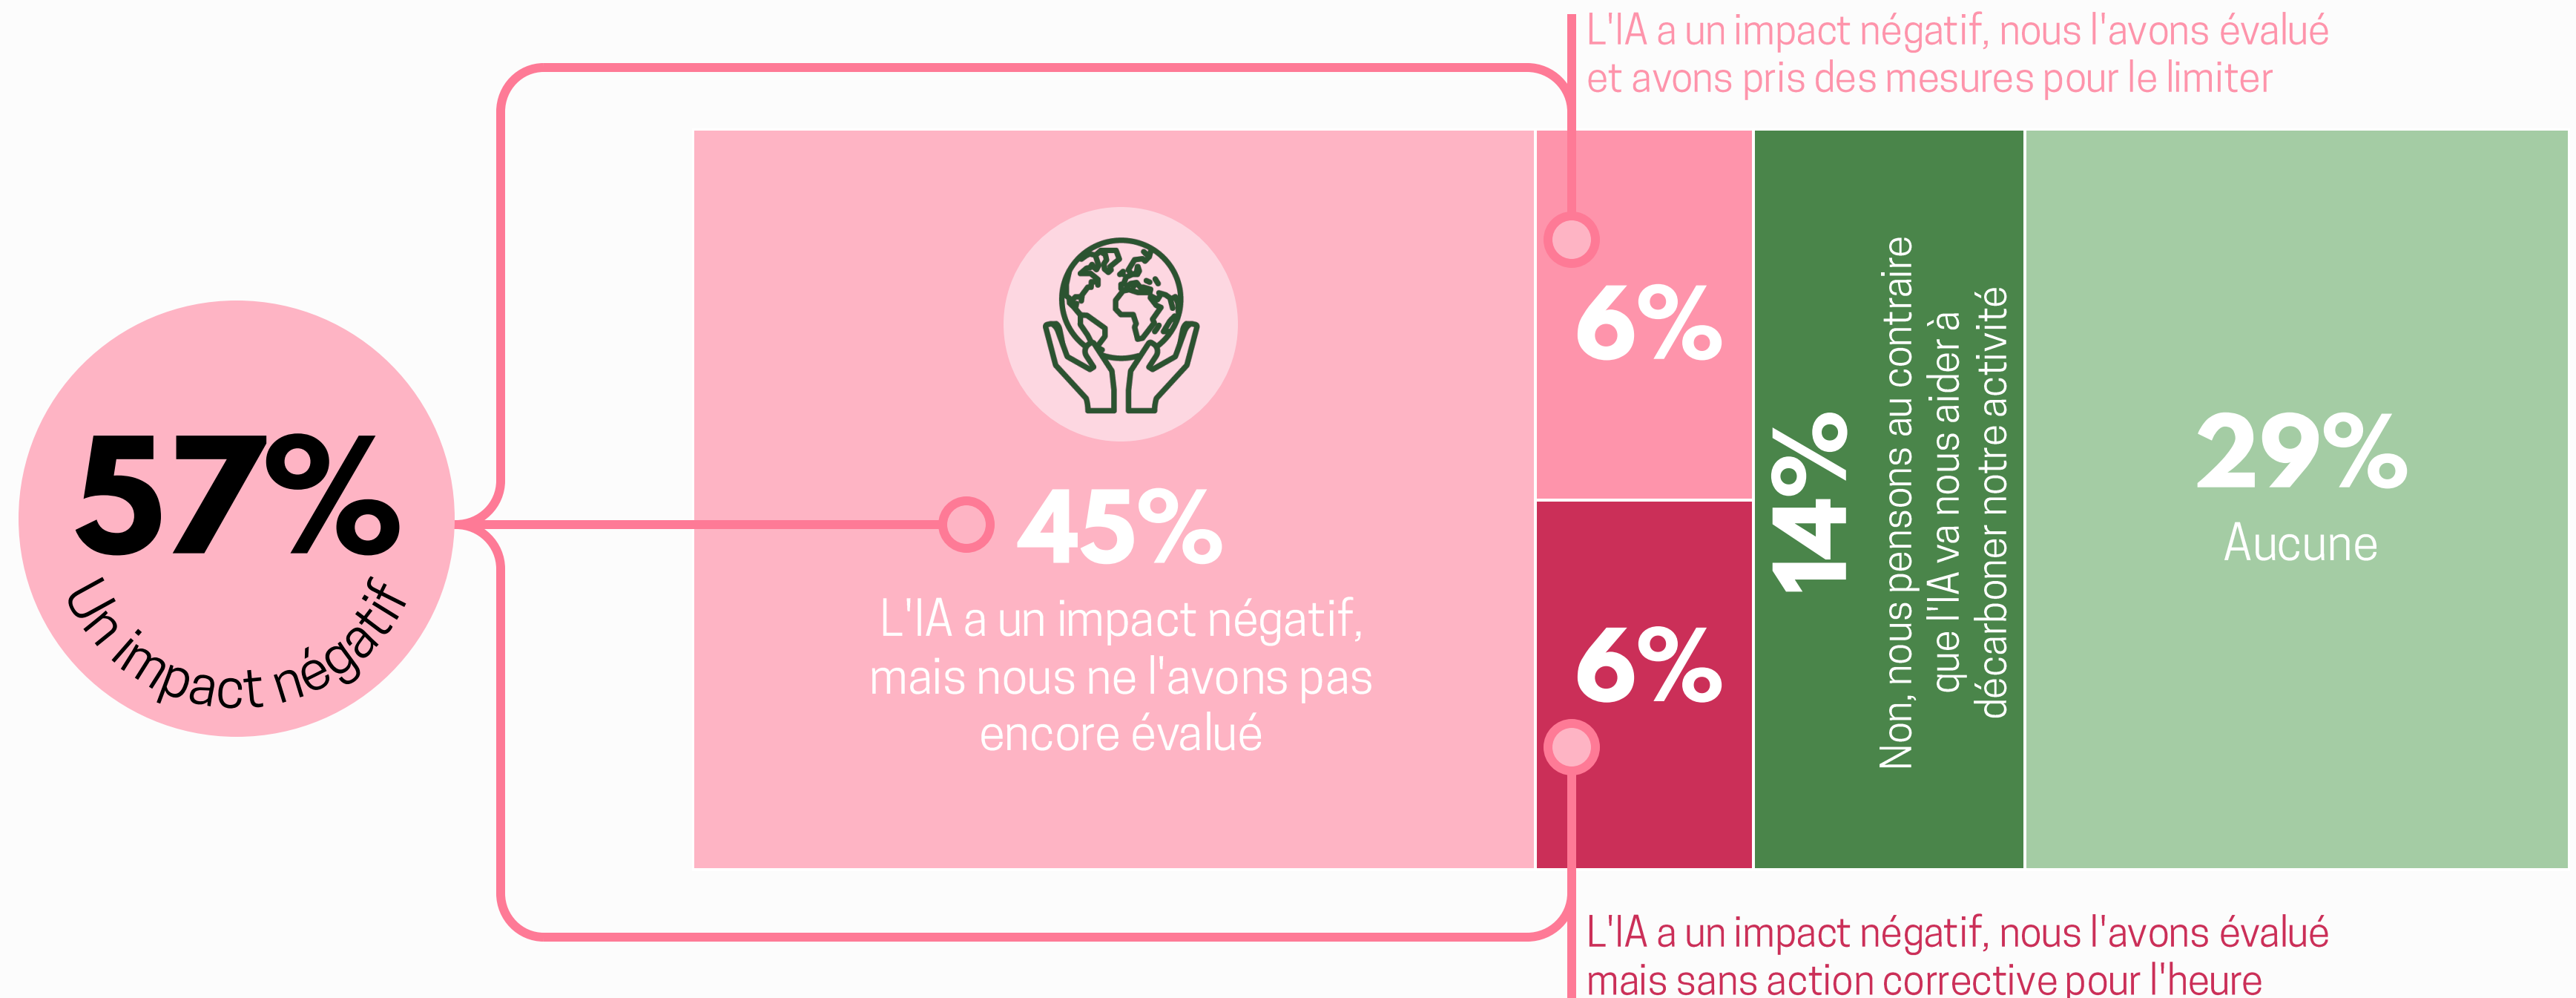 57%
Un impact négatif
L'IA a un impact négatif, nous l'avons évalué
et avons pris des mesures pour le limiter
45%
L'IA a un impact négatif,
mais nous ne l'avons pas
encore évalué
6%
6%
14%
Non, nous pensons au contraire
que l'IA va nous aider à
décarboner notre activité
29%
Aucune
L'IA a un impact négatif, nous l'avons évalué
mais sans action corrective pour l'heure